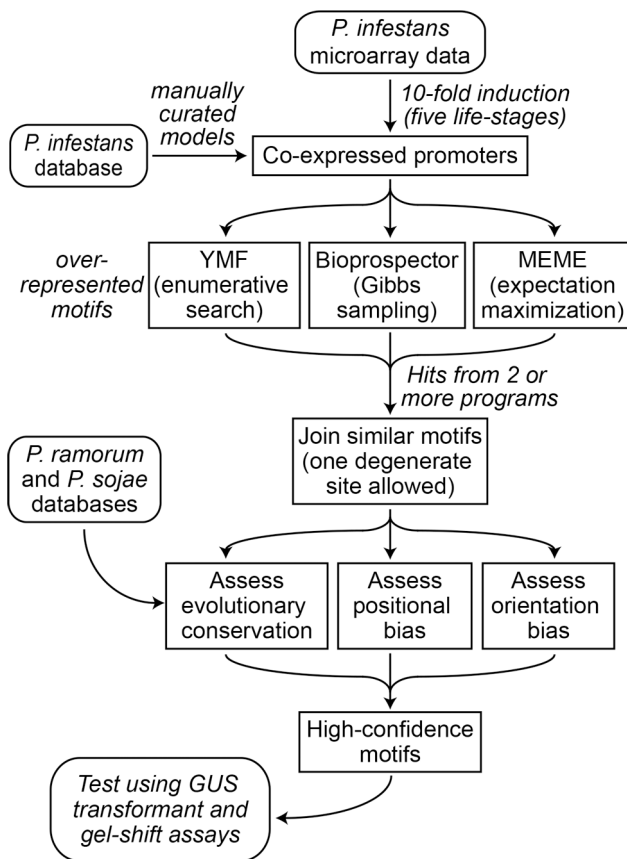 P. infestans
microarray data
manually
curated
models
10-fold induction
(five life-stages)
P. infestans
database
Co-expressed promoters
over-
represented
motifs
YMF
(enumerative
search)
Bioprospector
(Gibbs
sampling)
MEME
(expectation
maximization)
Hits from 2 or
more programs
Join similar motifs
(one degenerate
site allowed)
P. ramorum
and P. sojae
databases
Assess
evolutionary
conservation
Assess
positional
bias
Assess
orientation
bias
High-confidence
motifs
Test using GUS
transformant and
gel-shift assays